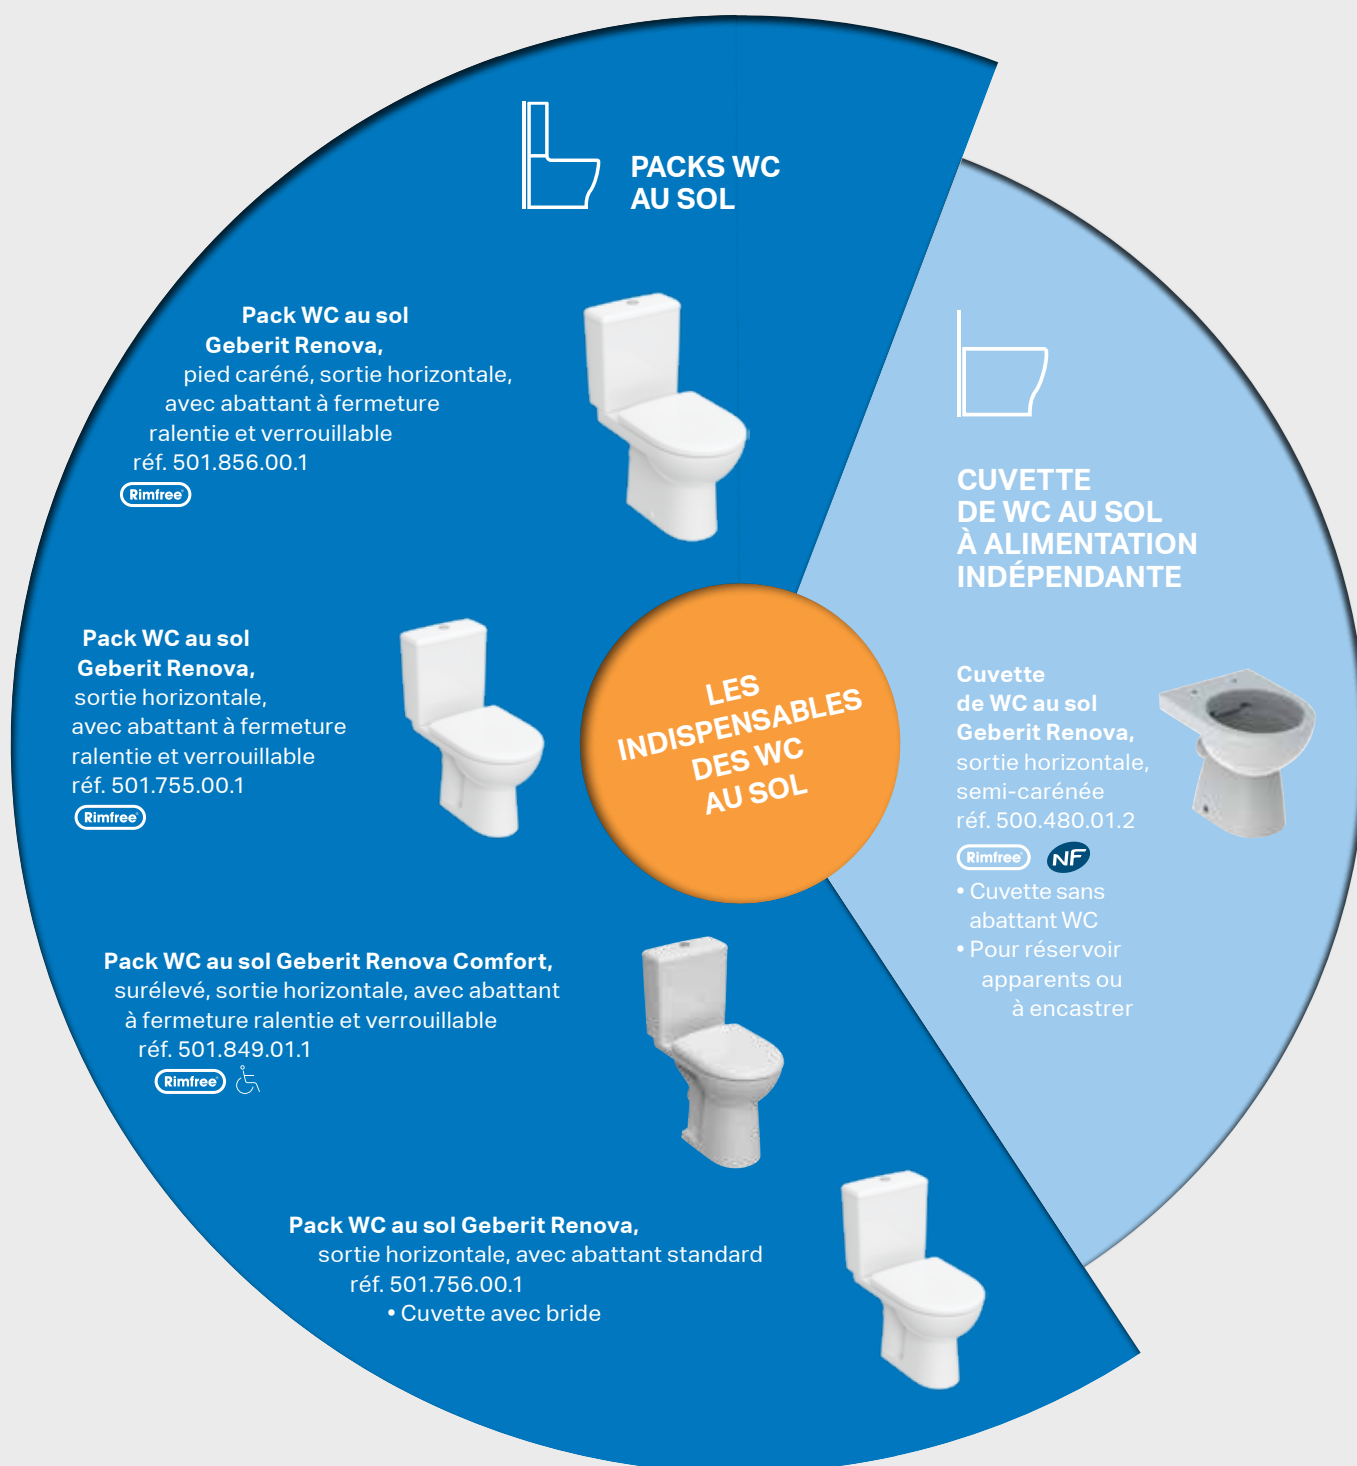 PACKS WC
AU SOL
Pack WC au sol
Geberit Renova,
pied caréné, sortie horizontale,
avec abattant à fermeture
ralentie et verrouillable
réf. 501.856.00.1
Rimfree®
Pack WC au sol
Geberit Renova,
sortie horizontale,
avec abattant à fermeture
ralentie et verrouillable
réf. 501.755.00.1
Rimfree®
Pack WC au sol Geberit Renova Comfort,
surélevé, sortie horizontale, avec abattant
à fermeture ralentie et verrouillable
réf. 501.849.01.1
Rimfree®
Pack WC au sol Geberit Renova,
sortie horizontale, avec abattant standard
réf. 501.756.00.1
• Cuvette avec bride
LES
INDISPENSABLES
DES WC
AU SOL
CUVETTE
DE WC AU SOL
À ALIMENTATION
INDÉPENDANTE
Cuvette
de WC au sol
Geberit Renova,
sortie horizontale,
semi-carénée
réf. 500.480.01.2
Rimfree® NF
• Cuvette sans
abattant WC
• Pour réservoir
apparents ou
à encastrer